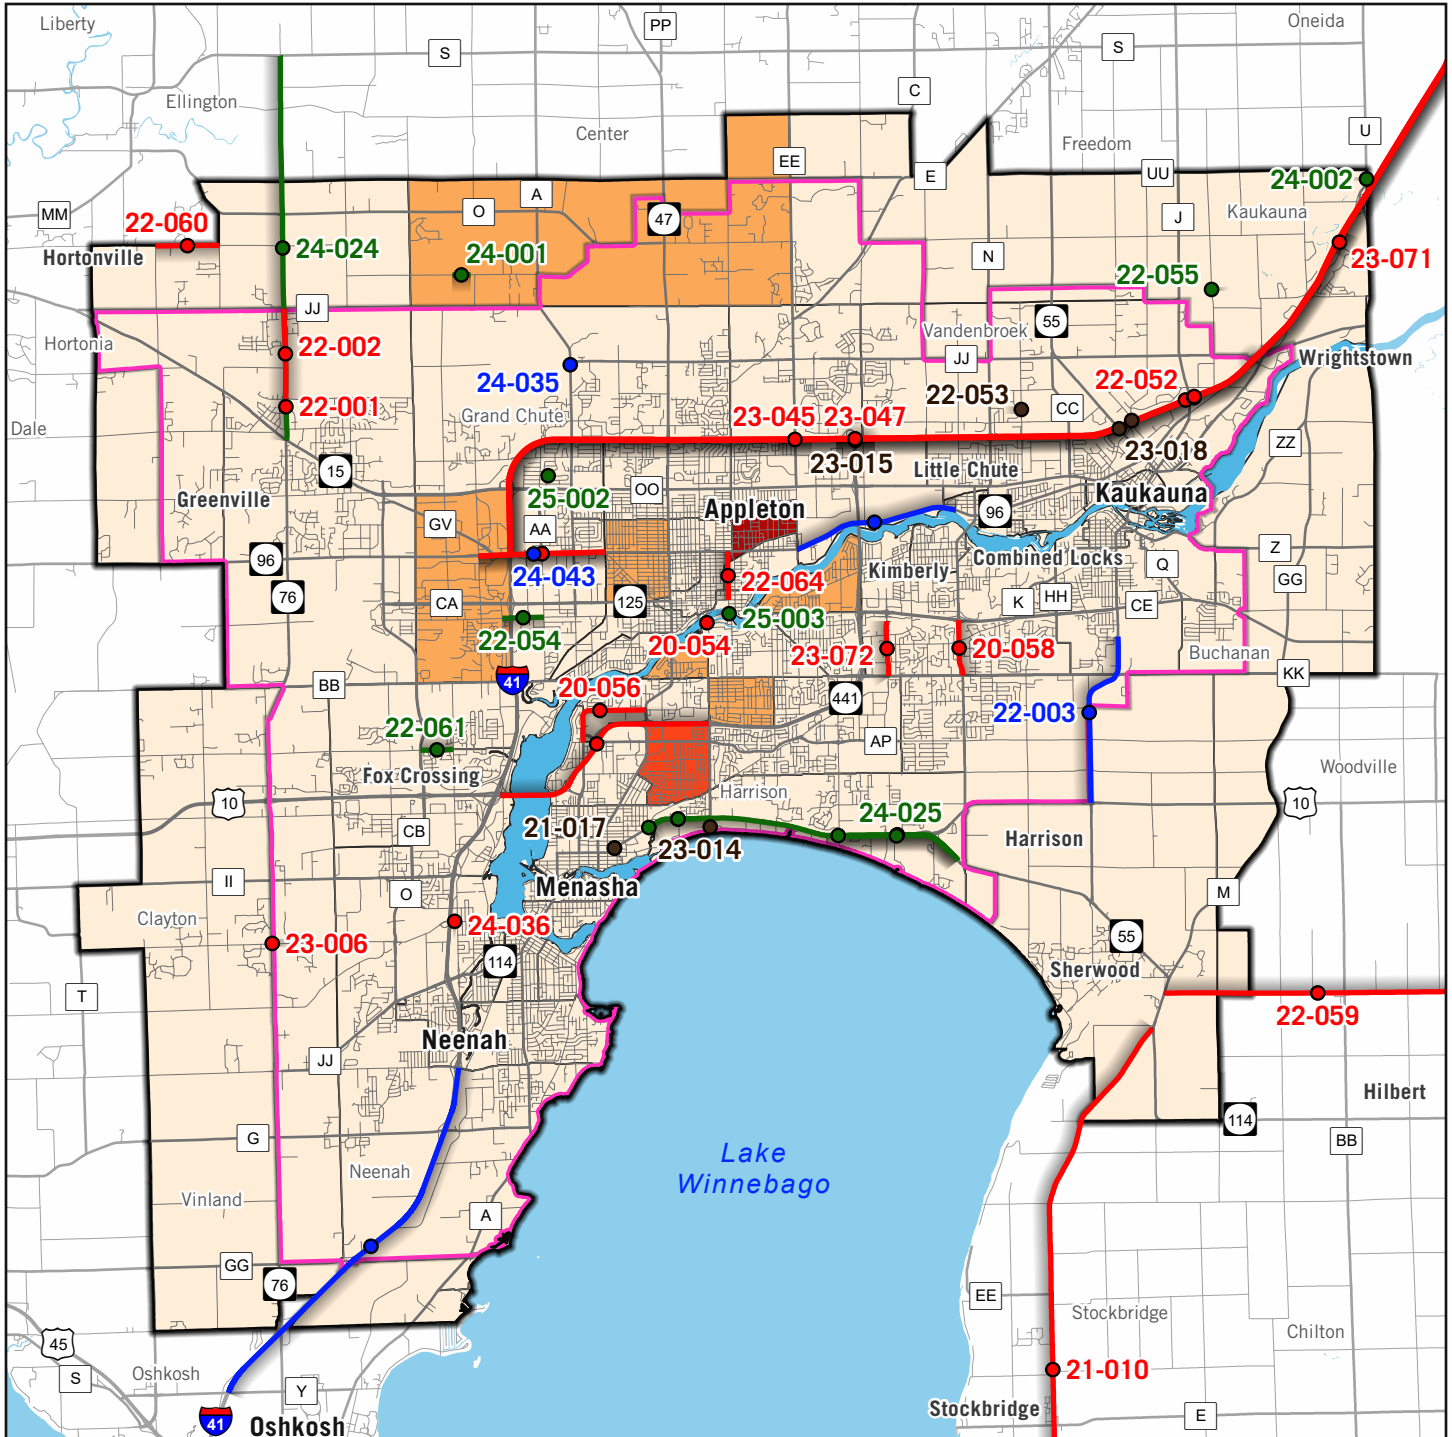 Liberty
PP
Oneida
S
S
C
Ellington
Center
Freedom
U
EE
E
UU
24-002
A
O
MM
22-060
47
J
Kaukauna
Hortonville
24-024
24-001
N
23-071
22-055
JJ
55
Hortonia
22-002
Vandenbroek
JJ
Wrightstown
24-035
22-052
22-001
Grand Chute
22-053
CC
Dale
23-045
23-047
15
23-015
23-018
ZZ
Little Chute
Greenville
25-002
OO
Appleton
Kaukauna
GV
AA
96
96
24-043
Kimberly
Combined Locks
Z
22-064
Q
GG
76
CA
125
K
HH
CE
25-003
22-054
20-054
23-072
20-058
Buchanan
41
KK
BB
20-056
441
22-003
22-061
AP
Fox Crossing
Woodville
10
Harrison
10
CB
21-017
24-025
Harrison
23-014
II
O
Menasha
M
Clayton
24-036
23-006
55
114
Sherwood
T
22-059
Neenah
JJ
Hilbert
114
G
BB
Lake
Winnebago
Neenah
Vinland
A
GG
76
EE
Stockbridge
Chilton
45
Oshkosh
S
21-010
Y
Stockbridge
E
41
Oshkosh